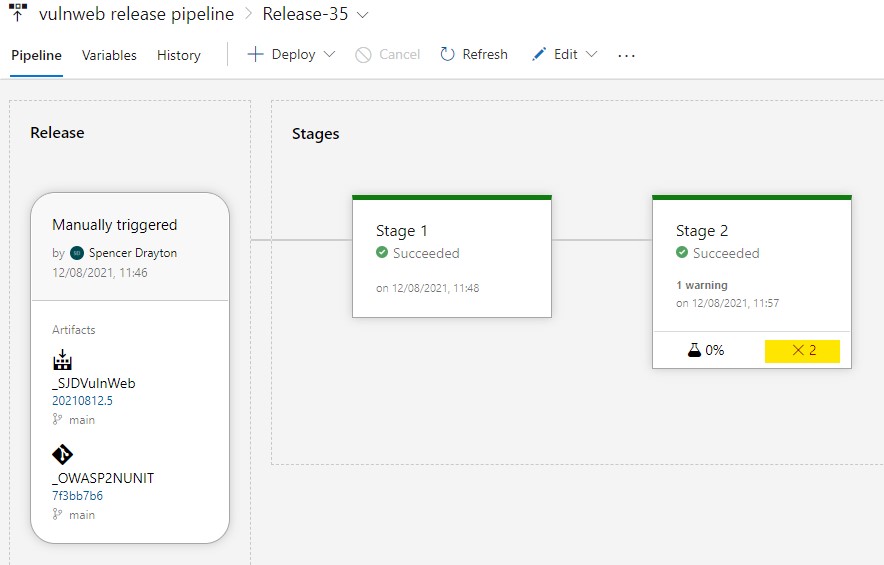 vulnweb release pipeline > Release-35
Pipeline Variables History Deploy Cancel Refresh Edit ...
Release
Stages
Manually triggered
by Spencer Drayton
12/08/2021, 11:46
Artifacts
_SJDVulnWeb
20210812.5
main
_OWASP2NUNIT
7f3bb7b6
main
Stage 1
Succeeded
on 12/08/2021, 11:48
Stage 2
Succeeded
1 warning
on 12/08/2021, 11:57
0% 2